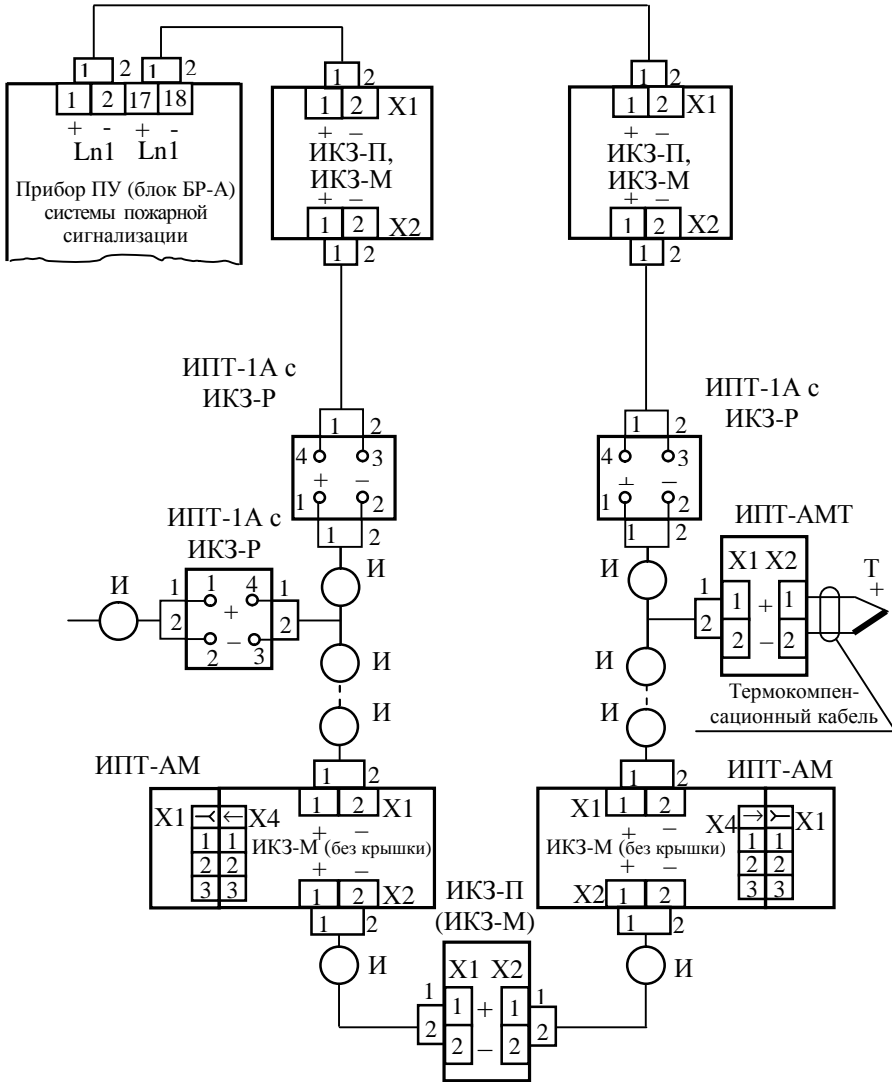 1 2 1 2
1 2 17 18
+ - + -
Ln1 Ln1
Прибор ПУ (блок БР-А)
системы пожарной
сигнализации
1 2
1 2 X1
+ –
ИКЗ-П,
ИКЗ-М
+ –
1 2 X2
1 2
1 2
1 2 X1
+ –
ИКЗ-П,
ИКЗ-М
+ –
1 2 X2
1 2
ИПТ-1А с
ИКЗ-Р
1 2
4 3
+ –
1 2
1 2
ИПТ-1А с
ИКЗ-Р
1 2
4 3
+ –
1 2
1 2
ИПТ-1А с
ИКЗ-Р
И
1 1 4 1
+
2 – 2
2 3
И
И
И
И
И
И
ИПТ-АМТ
X1 X2
1 1 + 1
2 2 – 2
Т
+
Термокомпен-
сационный кабель
ИПТ-АМ
1 2
X1 X4 1 2 X1
+ –
1 1
ИКЗ-М (без крышки)
2 2
+ –
3 3
1 2 X2
1 2
И
ИПТ-АМ
1 2
X1 1 2 X4 X1
+ –
1 1
ИКЗ-М (без крышки)
2 2
+ –
3 3
X2 1 2
1 2
И
ИКЗ-П
(ИКЗ-М)
X1 X2
1 1 + 1 1
2 2 – 2 2